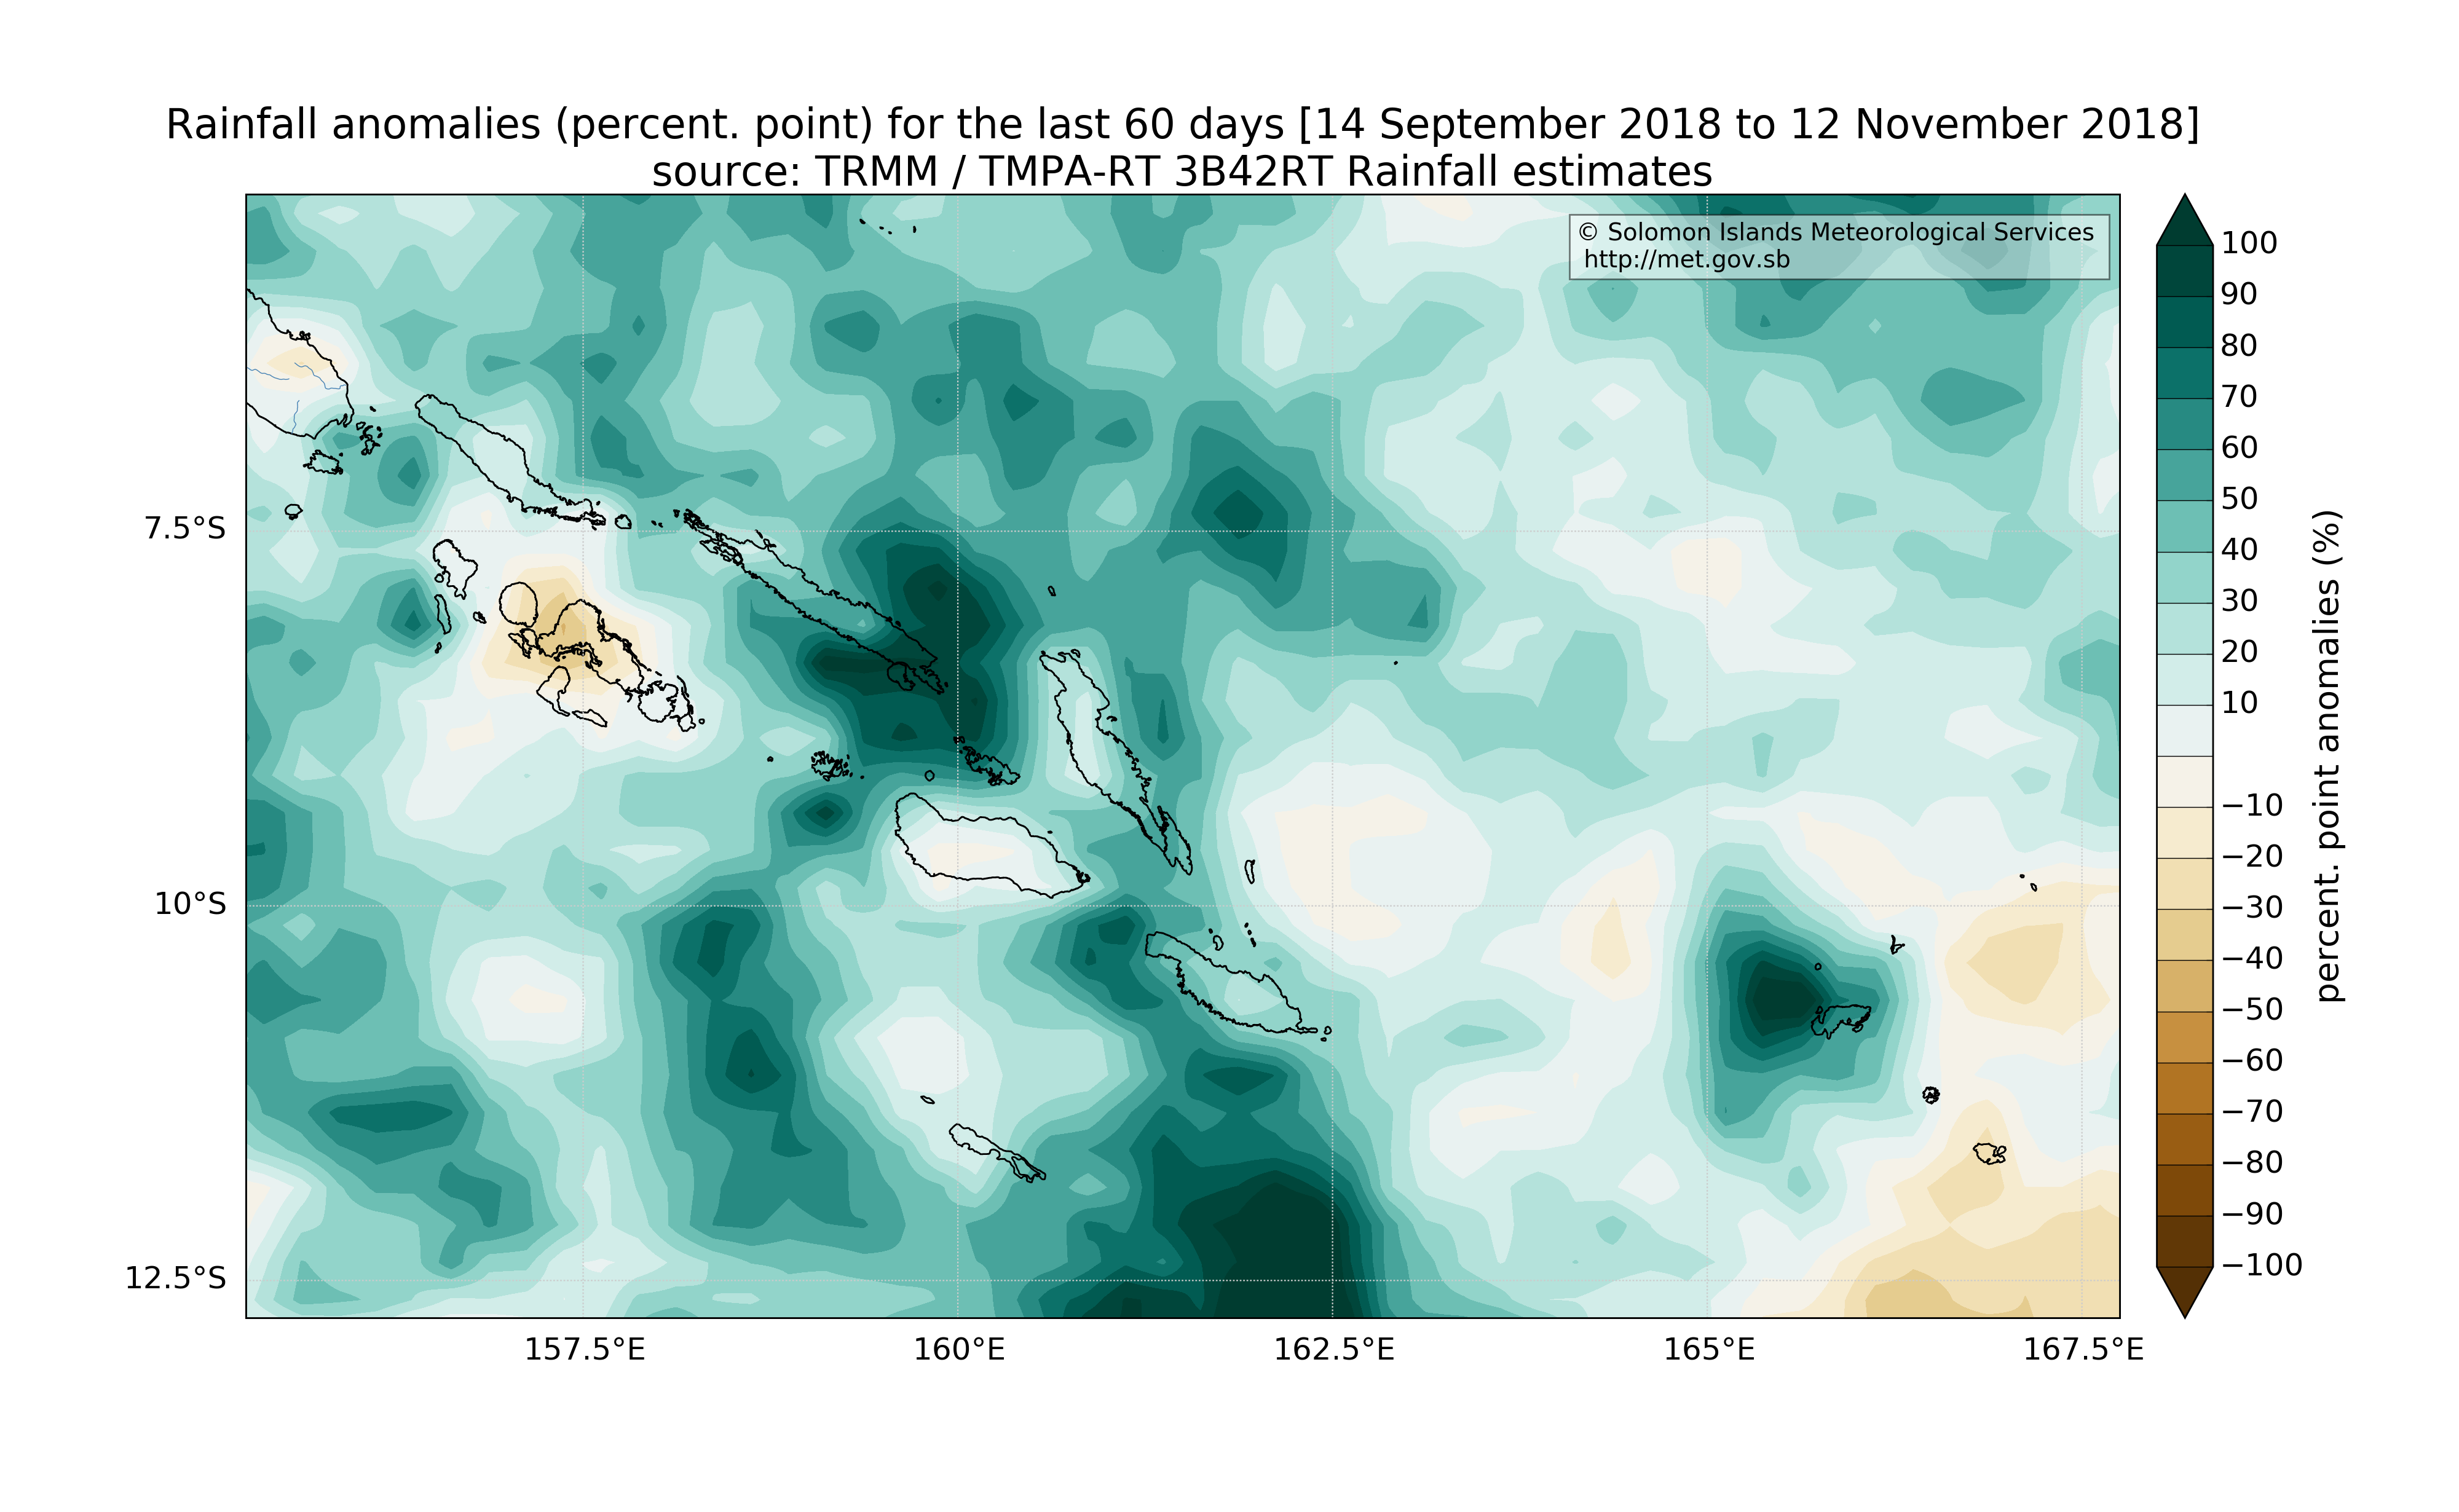 Rainfall anomalies (percent. point) for the last 60 days [14 September 2018 to 12 November 2018]
source: TRMM / TMPA-RT 3B42RT Rainfall estimates
© Solomon Islands Meteorological Services
http://met.gov.sb
7.5°S
10°S
12.5°S
157.5°E
160°E
162.5°E
165°E
167.5°E
100
90
80
70
60
50
40
30
20
10
−10
−20
−30
−40
−50
−60
−70
−80
−90
−100
percent. point anomalies (%)